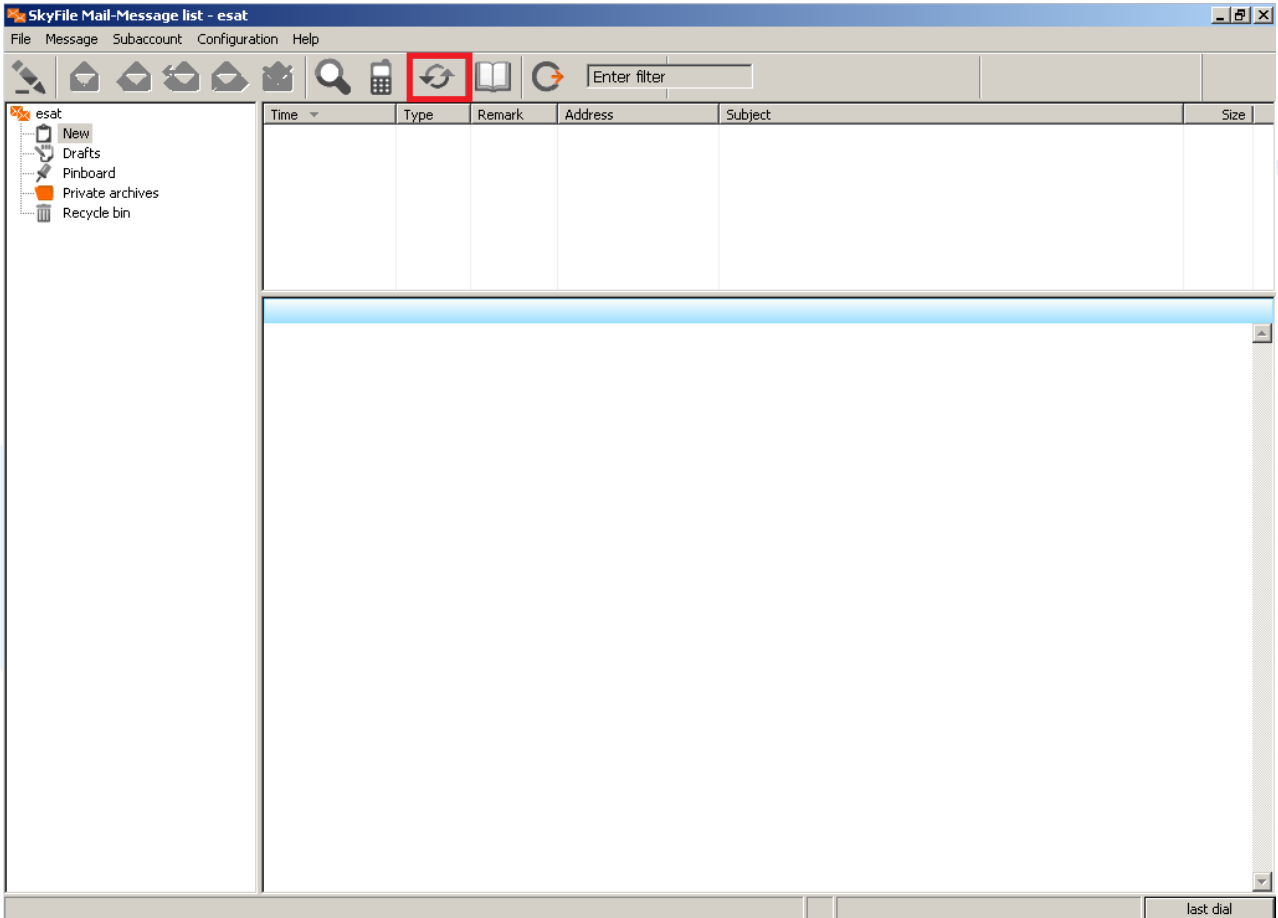 SkyFile Mail-Message list - esat
File Message Subaccount Configuration Help
Enter filter
esat
New
Drafts
Pinboard
Private archives
Recycle bin
Time Type Remark Address Subject Size
last dial